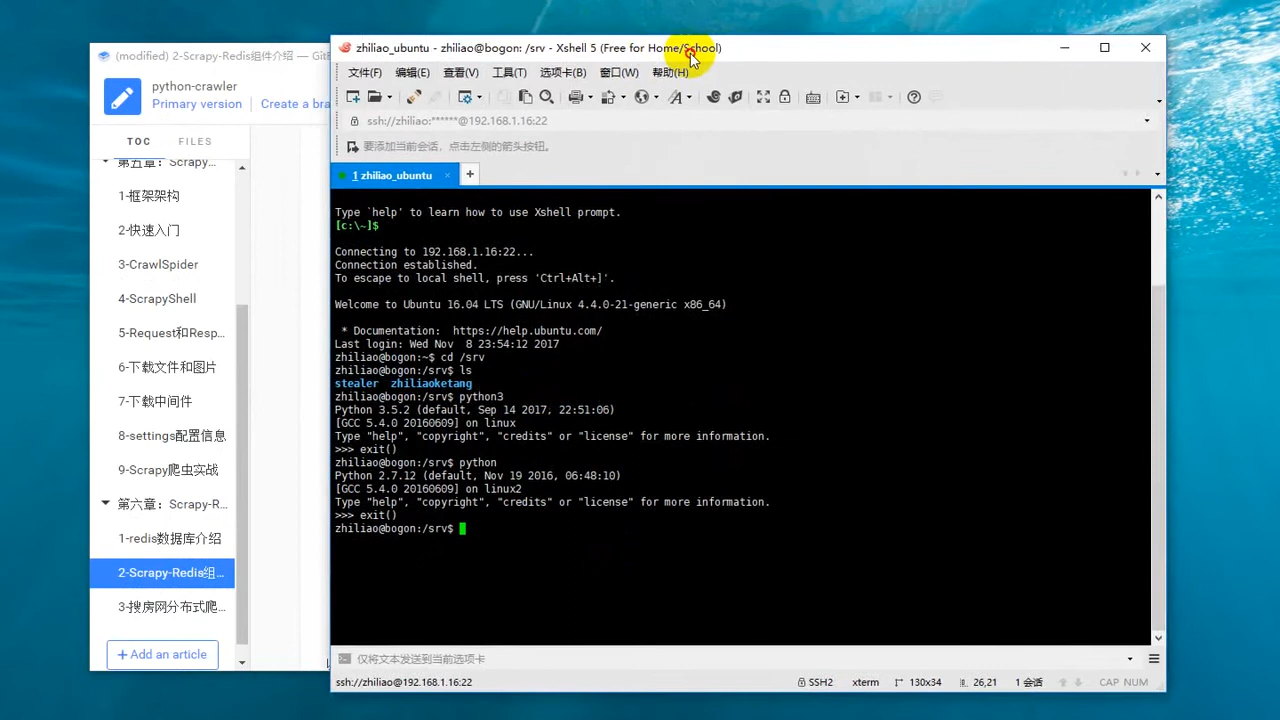 (modified) 2-Scrapy-Redis组件介绍 — GitB
python-crawler
Primary version
Create a bra
TOC
FILES
第五章：Scrapy...
1-框架架构
2-快速入门
3-CrawlSpider
4-ScrapyShell
5-Request和Resp...
6-下载文件和图片
7-下载中间件
8-settings配置信息
9-Scrapy爬虫实战
第六章：Scrapy-R...
1-redis数据库介绍
2-Scrapy-Redis组...
3-搜房网分布式爬...
+ Add an article
zhiliao_ubuntu - zhiliao@bogon: /srv - Xshell 5 (Free for Home/School)
文件(F) 编辑(E) 查看(V) 工具(T) 选项卡(B) 窗口(W) 帮助(H)
ssh://zhiliao:******@192.168.1.16:22
要添加当前会话，点击左侧的箭头按钮。
1 zhiliao_ubuntu
Type `help' to learn how to use Xshell prompt.
[c:\~]$
Connecting to 192.168.1.16:22...
Connection established.
To escape to local shell, press 'Ctrl+Alt+]'.
Welcome to Ubuntu 16.04 LTS (GNU/Linux 4.4.0-21-generic x86_64)
* Documentation:  https://help.ubuntu.com/
Last login: Wed Nov  8 23:54:12 2017
zhiliao@bogon:~$ cd /srv
zhiliao@bogon:/srv$ ls
stealer  zhiliaoketang
zhiliao@bogon:/srv$ python3
Python 3.5.2 (default, Sep 14 2017, 22:51:06)
[GCC 5.4.0 20160609] on linux
Type "help", "copyright", "credits" or "license" for more information.
>>> exit()
zhiliao@bogon:/srv$ python
Python 2.7.12 (default, Nov 19 2016, 06:48:10)
[GCC 5.4.0 20160609] on linux2
Type "help", "copyright", "credits" or "license" for more information.
>>> exit()
zhiliao@bogon:/srv$
仅将文本发送到当前选项卡
ssh://zhiliao@192.168.1.16:22
SSH2
xterm
130x34
26,21
1 会话
CAP NUM